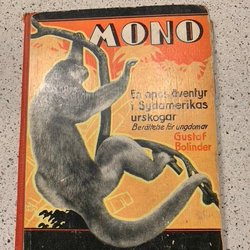 MONO
En apas äventyr
i Sydamerikas
urskogar
Berättelse för ungdomar
Gustaf
Bolinder